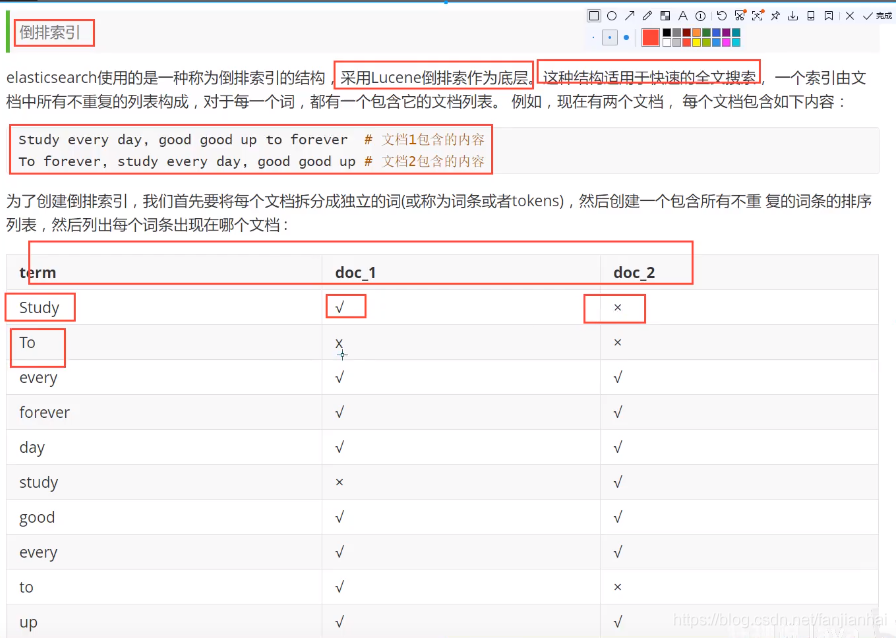 完成
倒排索引
elasticsearch使用的是一种称为倒排索引的结构，采用Lucene倒排索作为底层。这种结构适用于快速的全文搜索，一个索引由文
档中所有不重复的列表构成，对于每一个词，都有一个包含它的文档列表。 例如，现在有两个文档， 每个文档包含如下内容：
Study every day, good good up to forever # 文档1包含的内容
To forever, study every day, good good up # 文档2包含的内容
为了创建倒排索引，我们首先要将每个文档拆分成独立的词(或称为词条或者tokens)，然后创建一个包含所有不重 复的词条的排序
列表，然后列出每个词条出现在哪个文档：
term doc_1 doc_2
Study √ ×
To x ×
every √ √
forever √ √
day √ √
study × √
good √ √
every √ √
to √ ×
up √ √
https://blog.csdn.net/fanjianhai